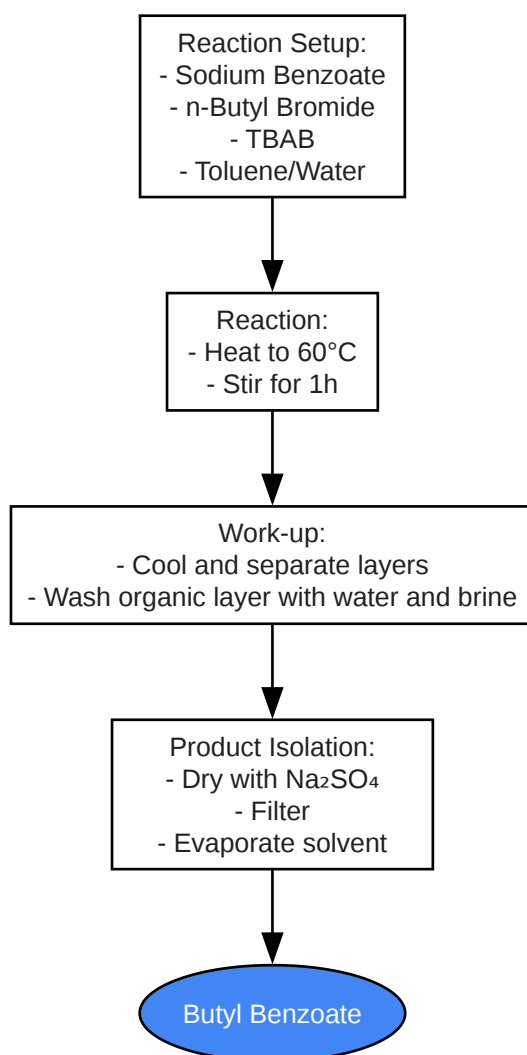 Reaction Setup:
- Sodium Benzoate
- n-Butyl Bromide
- TBAB
- Toluene/Water
Reaction:
- Heat to 60°C
- Stir for 1h
Work-up:
- Cool and separate layers
- Wash organic layer with water and brine
Product Isolation:
- Dry with Na₂SO₄
- Filter
- Evaporate solvent
Butyl Benzoate